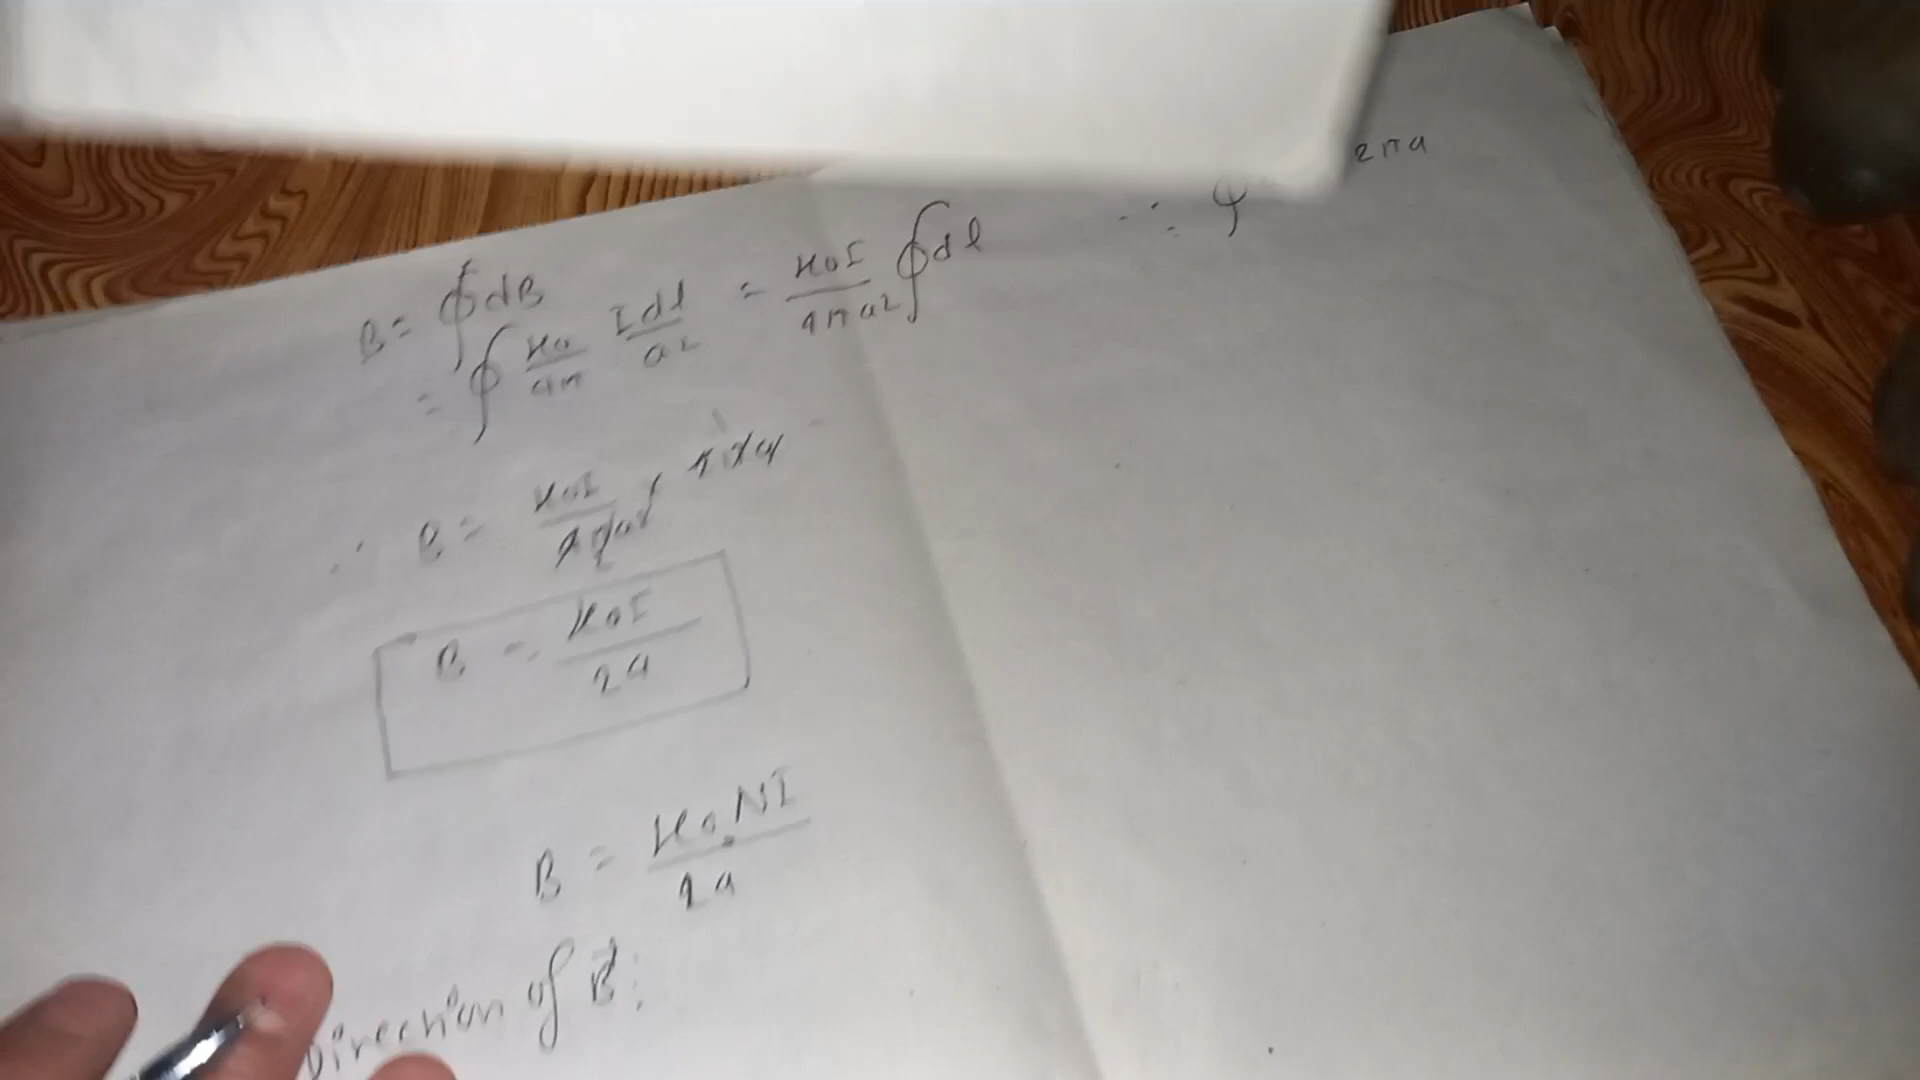 B = ∮dB ∴ ∮ 2πa
= ∮ μ0/4π Idl/a2 = μ0I/4πa2 ∮dl
∴ B = μ0I/4πa2 × 2πa
B = μ0I/2a
B = μ0NI/2a
Direction of B⃗: